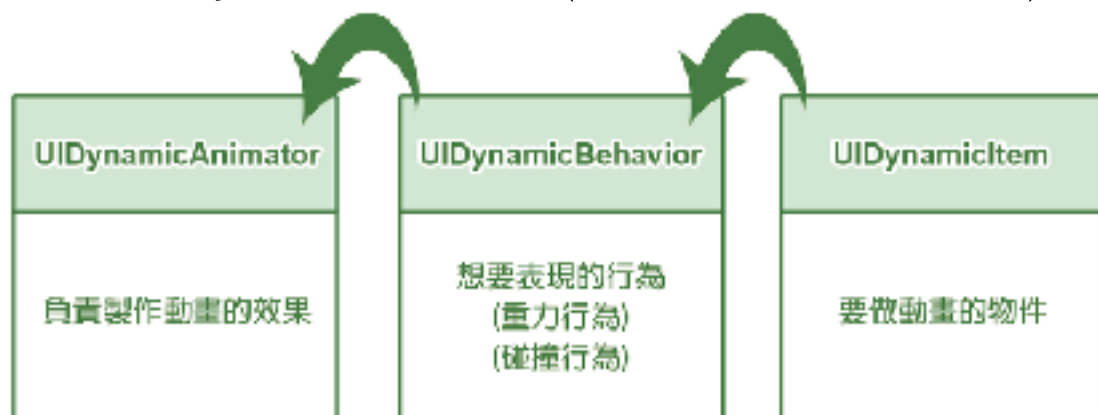 UIDynamicAnimator
UIDynamicBehavior
UIDynamicItem
負責製作動畫的效果
想要表現的行為
(重力行為)
(碰撞行為)
要做動畫的物件